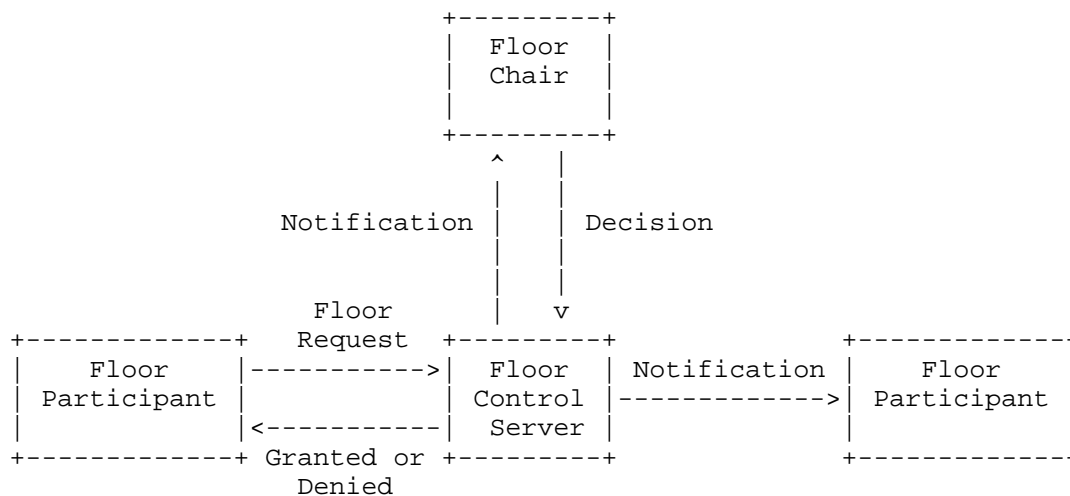 Floor
Chair
Notification
Decision
Floor
Request
Floor
Participant
Floor
Control
Server
Notification
Floor
Participant
Granted or
Denied